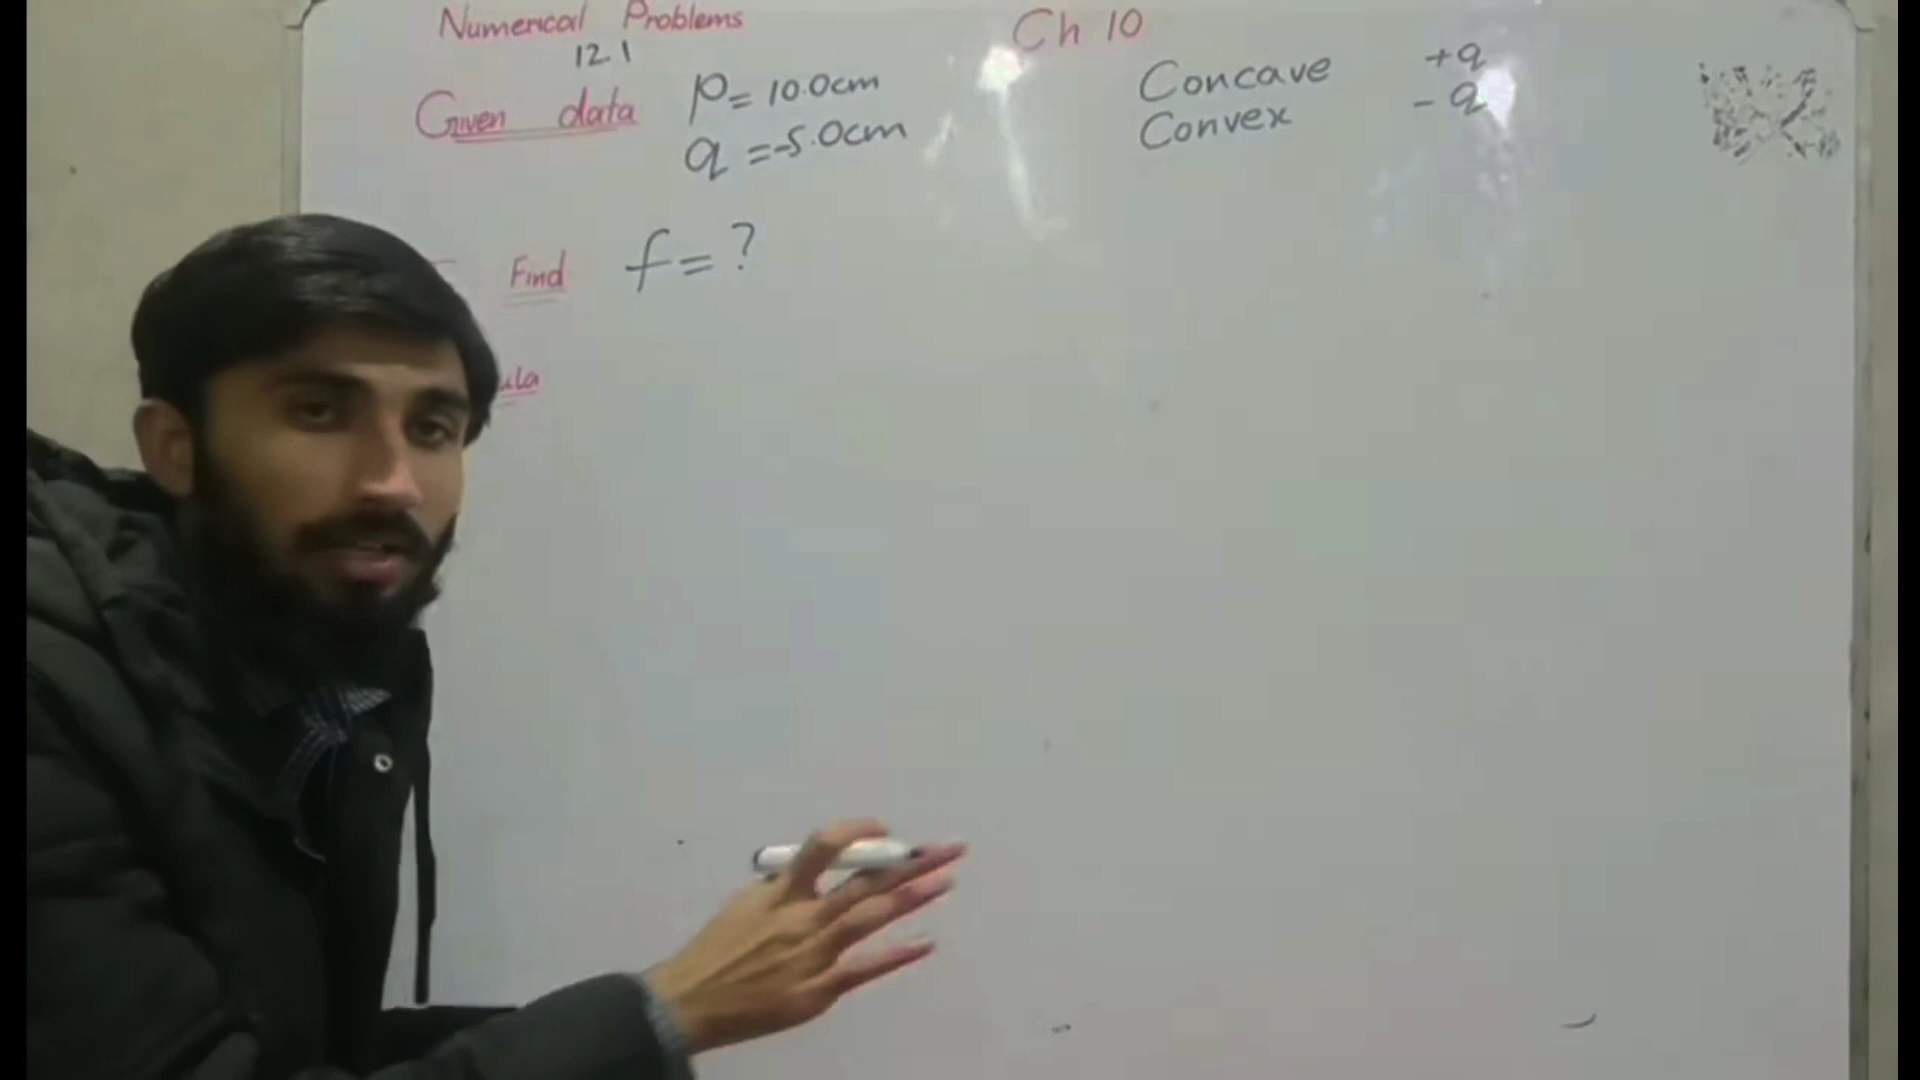 Numerical Problems
Ch 10
12.1
Given data
p = 10.0cm
q = -5.0cm
Concave +q
Convex - q
Find f = ?